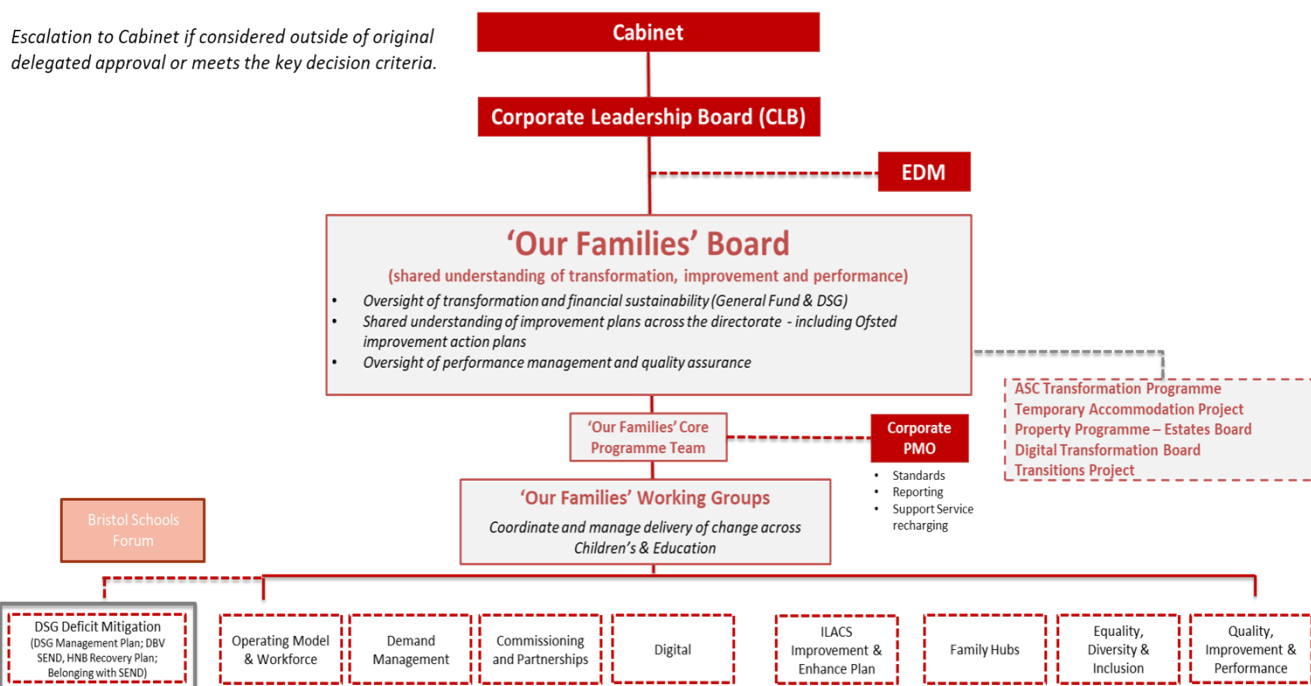 Escalation to Cabinet if considered outside of original
delegated approval or meets the key decision criteria.
Cabinet
Corporate Leadership Board (CLB)
EDM
‘Our Families’ Board
(shared understanding of transformation, improvement and performance)
• Oversight of transformation and financial sustainability (General Fund & DSG)
• Shared understanding of improvement plans across the directorate - including Ofsted
improvement action plans
• Oversight of performance management and quality assurance
ASC Transformation Programme
Temporary Accommodation Project
Property Programme – Estates Board
Digital Transformation Board
Transitions Project
‘Our Families’ Core
Programme Team
Corporate
PMO
• Standards
• Reporting
• Support Service
recharging
‘Our Families’ Working Groups
Coordinate and manage delivery of change across
Children’s & Education
Bristol Schools
Forum
DSG Deficit Mitigation
(DSG Management Plan; DBV
SEND, HNB Recovery Plan;
Belonging with SEND)
Operating Model
& Workforce
Demand
Management
Commissioning
and Partnerships
Digital
ILACS
Improvement &
Enhance Plan
Family Hubs
Equality,
Diversity &
Inclusion
Quality,
Improvement &
Performance